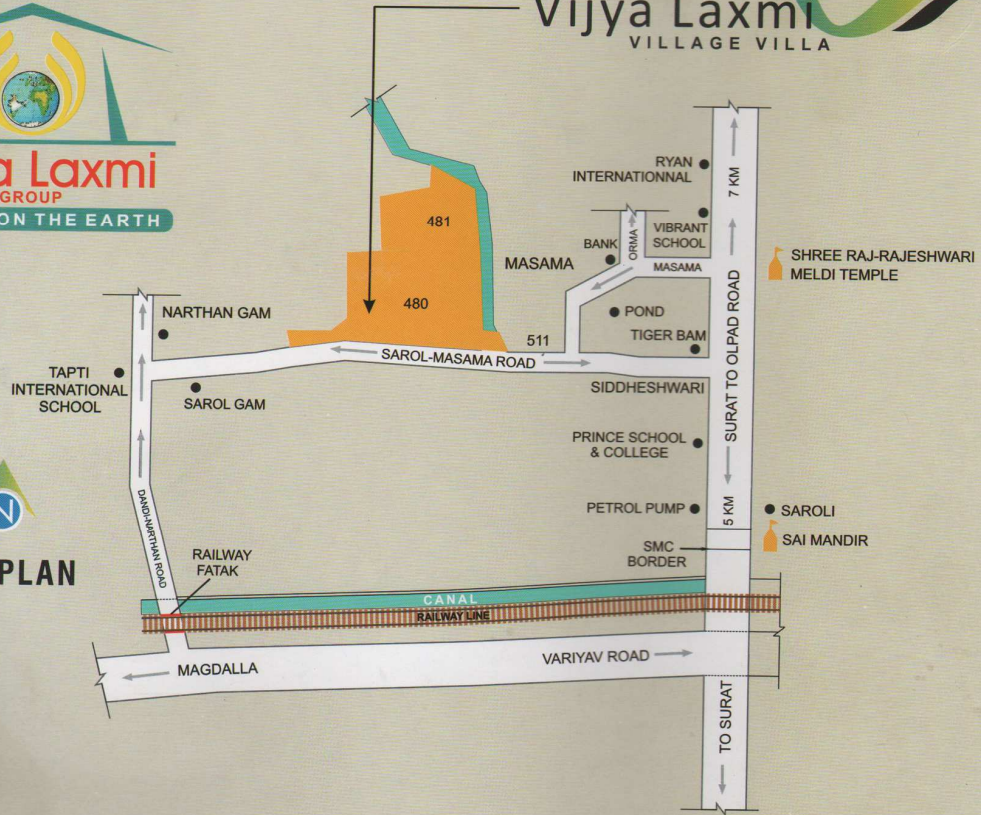 Vijya Laxmi
VILLAGE VILLA
a Laxmi
GROUP
ON THE EARTH
RYAN
INTERNATIONNAL
7 KM
VIBRANT
SCHOOL
ORMA
BANK
MASAMA
MASAMA
SHREE RAJ-RAJESHWARI
MELDI TEMPLE
481
480
511
POND
TIGER BAM
NARTHAN GAM
SAROL-MASAMA ROAD
TAPTI
INTERNATIONAL
SCHOOL
SAROL GAM
SIDDHESHWARI
SURAT TO OLPAD ROAD
PRINCE SCHOOL
& COLLEGE
5 KM
PETROL PUMP
SAROLI
SAI MANDIR
SMC
BORDER
N
PLAN
DANDI-NARTHAN ROAD
RAILWAY
FATAK
CANAL
RAILWAY LINE
MAGDALLA
VARIYAV ROAD
TO SURAT